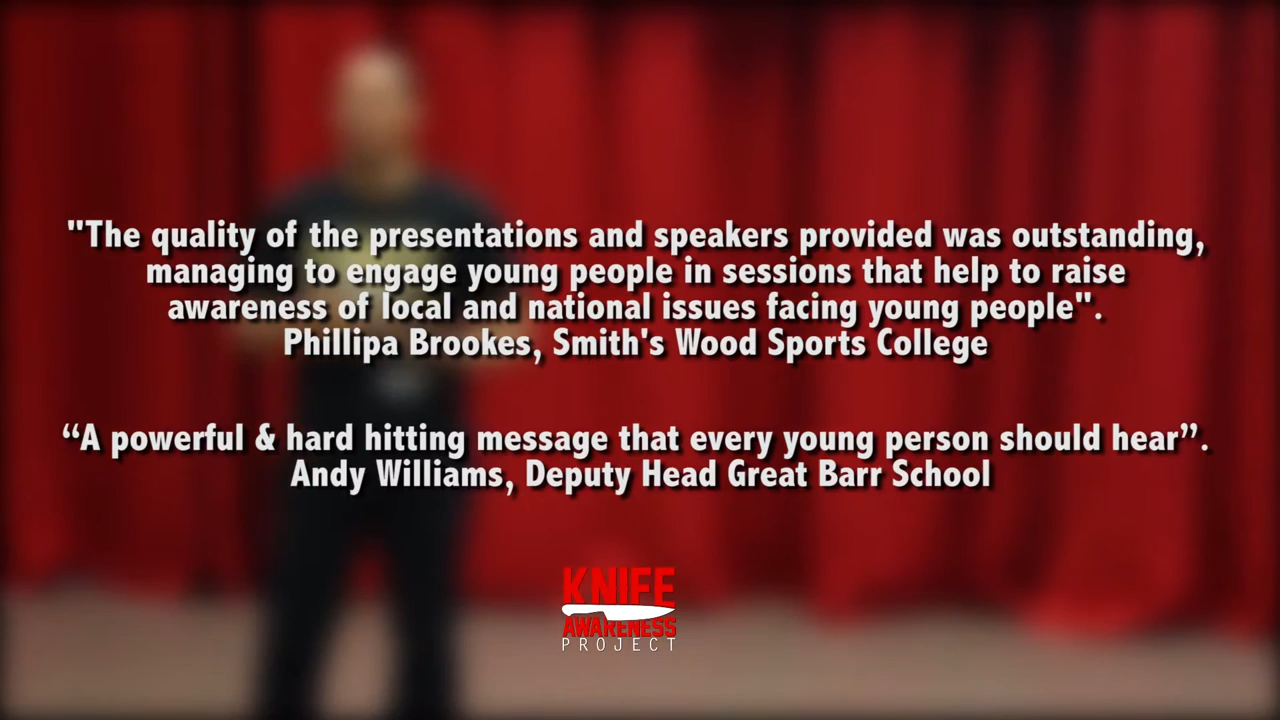 "The quality of the presentations and speakers provided was outstanding,
managing to engage young people in sessions that help to raise
awareness of local and national issues facing young people".
Phillipa Brookes, Smith's Wood Sports College
“A powerful & hard hitting message that every young person should hear”.
Andy Williams, Deputy Head Great Barr School
KNIFE
AWARENESS
PROJECT